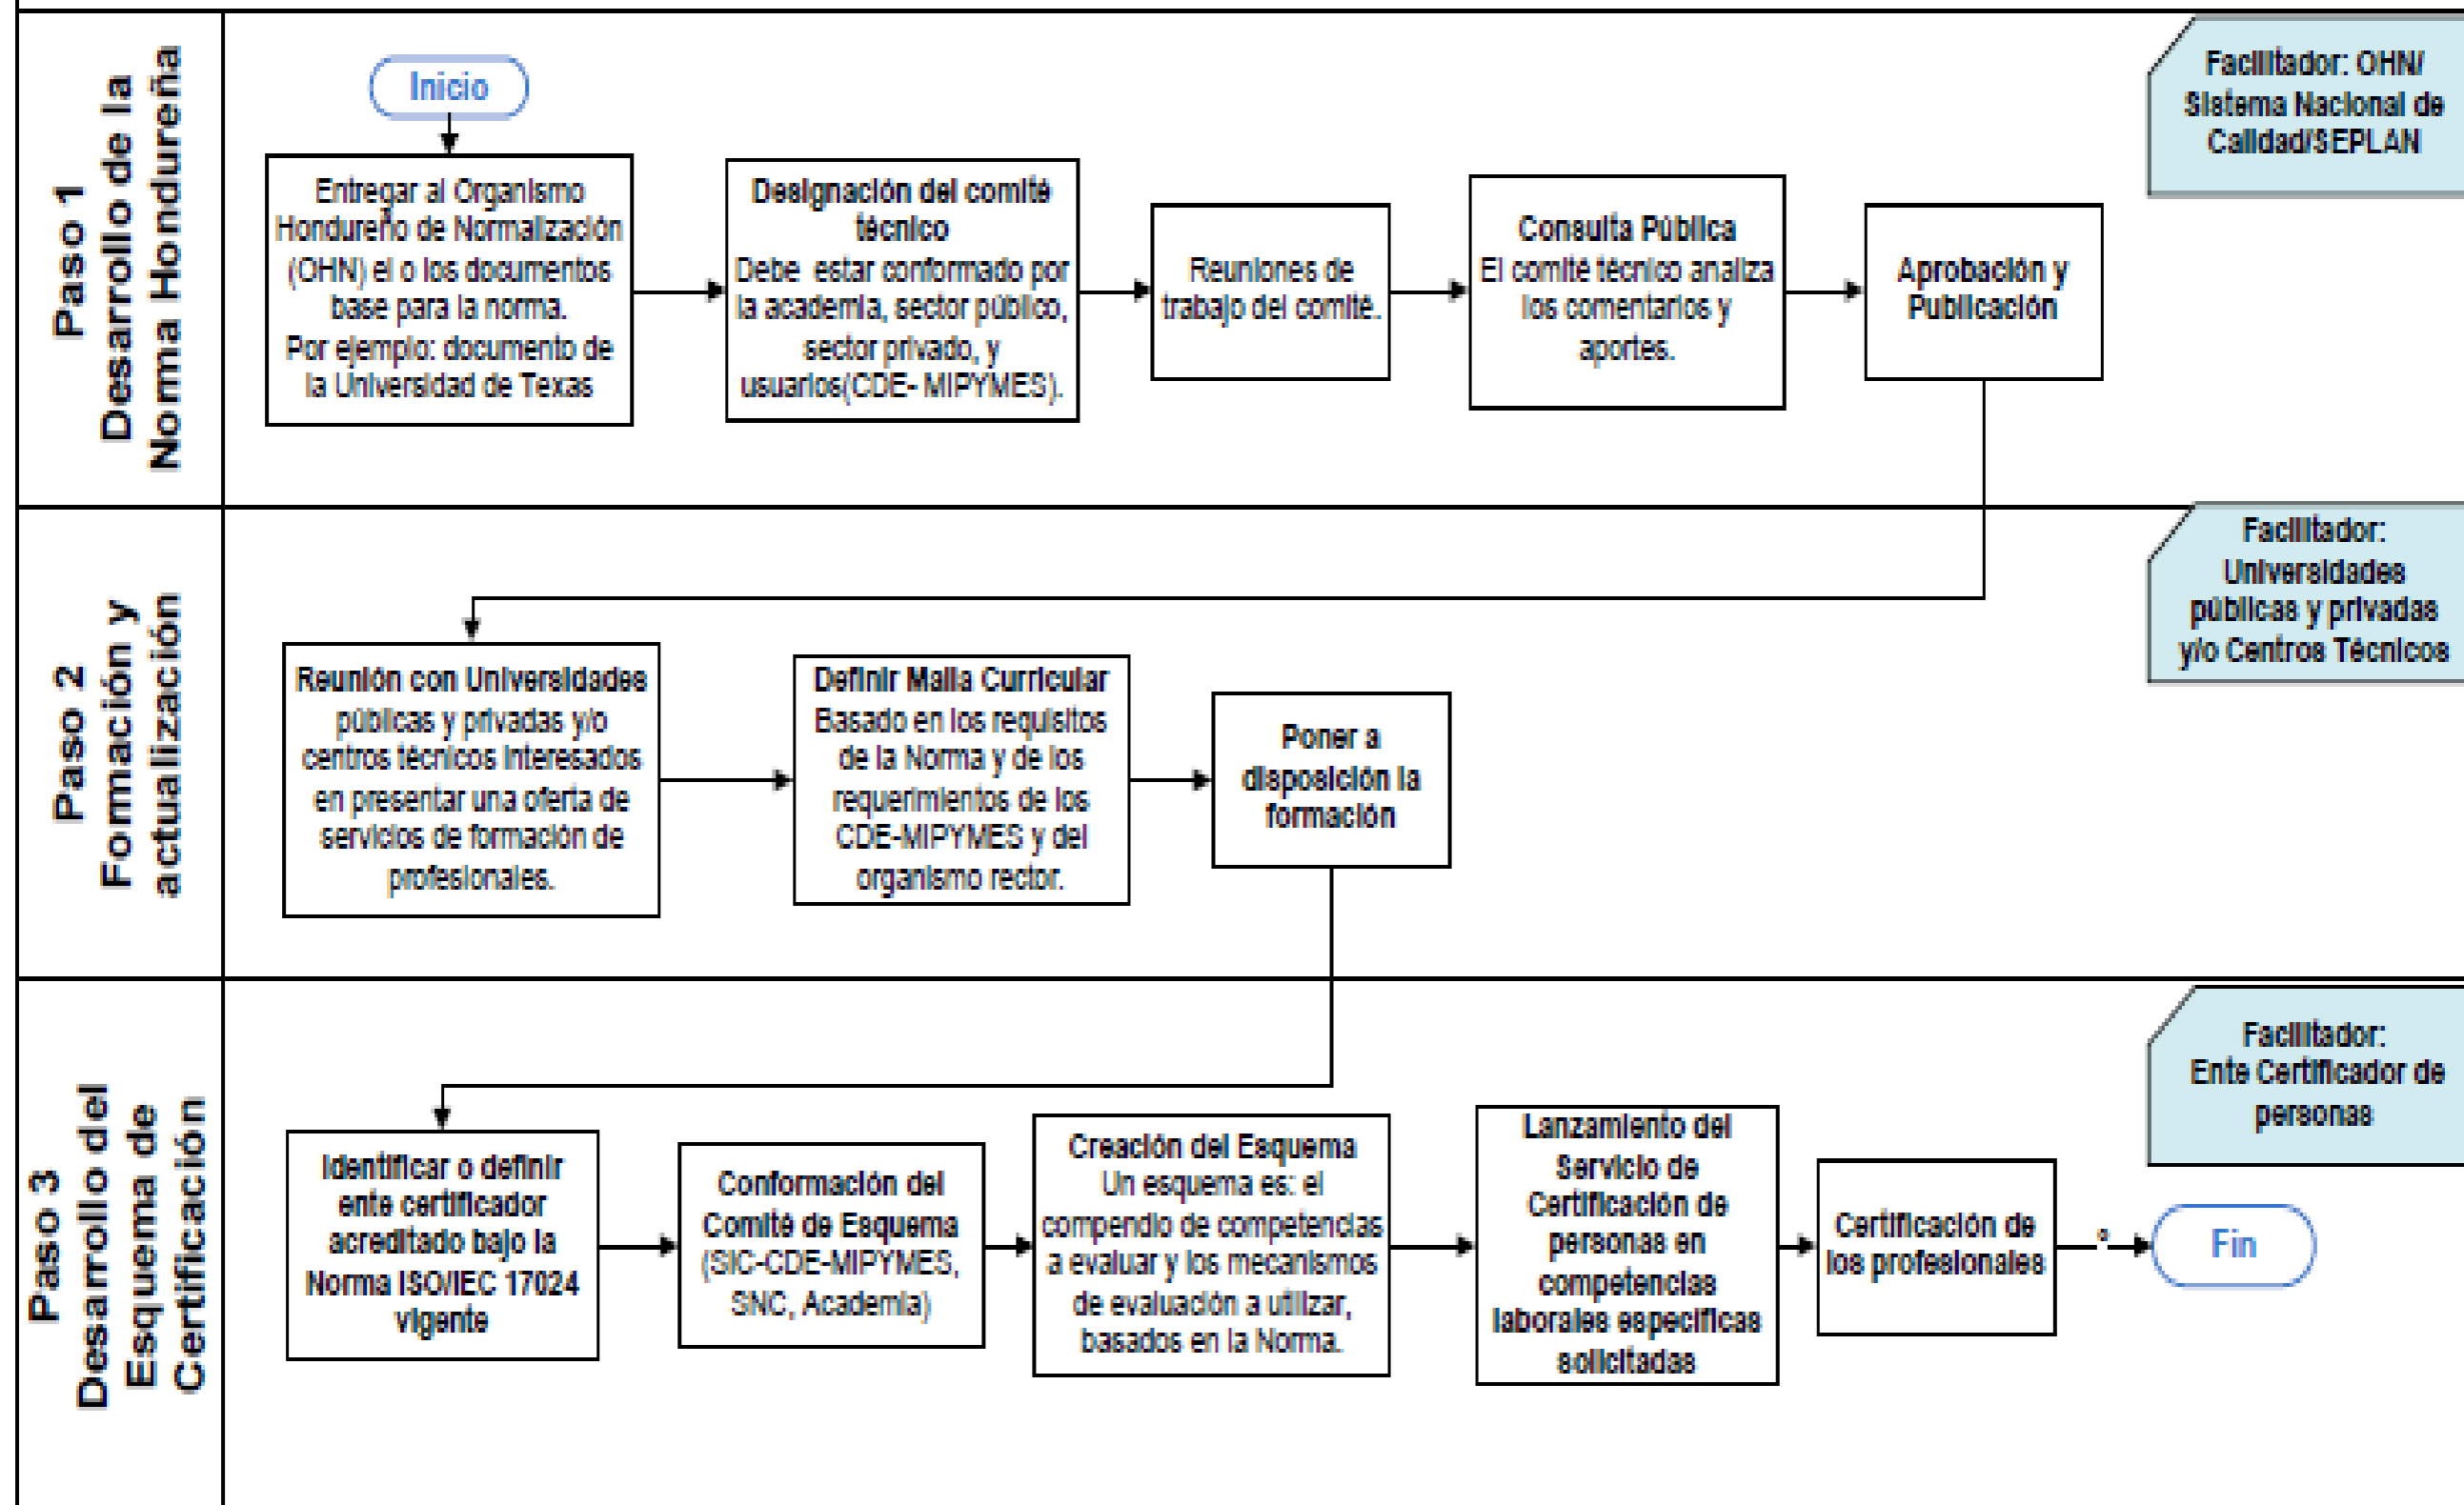 Paso 1
Desarrollo de la
Norma Hondureña
Inicio
Entregar al Organismo
Hondureño de Normalización
(OHN) el o los documentos
base para la norma.
Por ejemplo: documento de
la Universidad de Texas
Designación del comité
técnico
Debe estar conformado por
la academia, sector público,
sector privado, y
usuarios(CDE- MIPYMES).
Reuniones de
trabajo del comité.
Consulta Pública
El comité técnico analiza
los comentarios y
aportes.
Aprobación y
Publicación
Facilitador: OHN/
Sistema Nacional de
Calidad/SEPLAN
Paso 2
Formación y
actualización
Reunión con Universidades
públicas y privadas y/o
centros técnicos interesados
en presentar una oferta de
servicios de formación de
profesionales.
Definir Malla Curricular
Basado en los requisitos
de la Norma y de los
requerimientos de los
CDE-MIPYMES y del
organismo rector.
Poner a
disposición la
formación
Facilitador:
Universidades
públicas y privadas
y/o Centros Técnicos
Paso 3
Desarrollo del
Esquema de
Certificación
Identificar o definir
ente certificador
acreditado bajo la
Norma ISO/IEC 17024
vigente
Conformación del
Comité de Esquema
(SIC-CDE-MIPYMES,
SNC, Academia)
Creación del Esquema
Un esquema es: el
compendio de competencias
a evaluar y los mecanismos
de evaluación a utilizar,
basados en la Norma.
Lanzamiento del
Servicio de
Certificación de
personas en
competencias
laborales específicas
solicitadas
Certificación de
los profesionales
Fin
Facilitador:
Ente Certificador de
personas